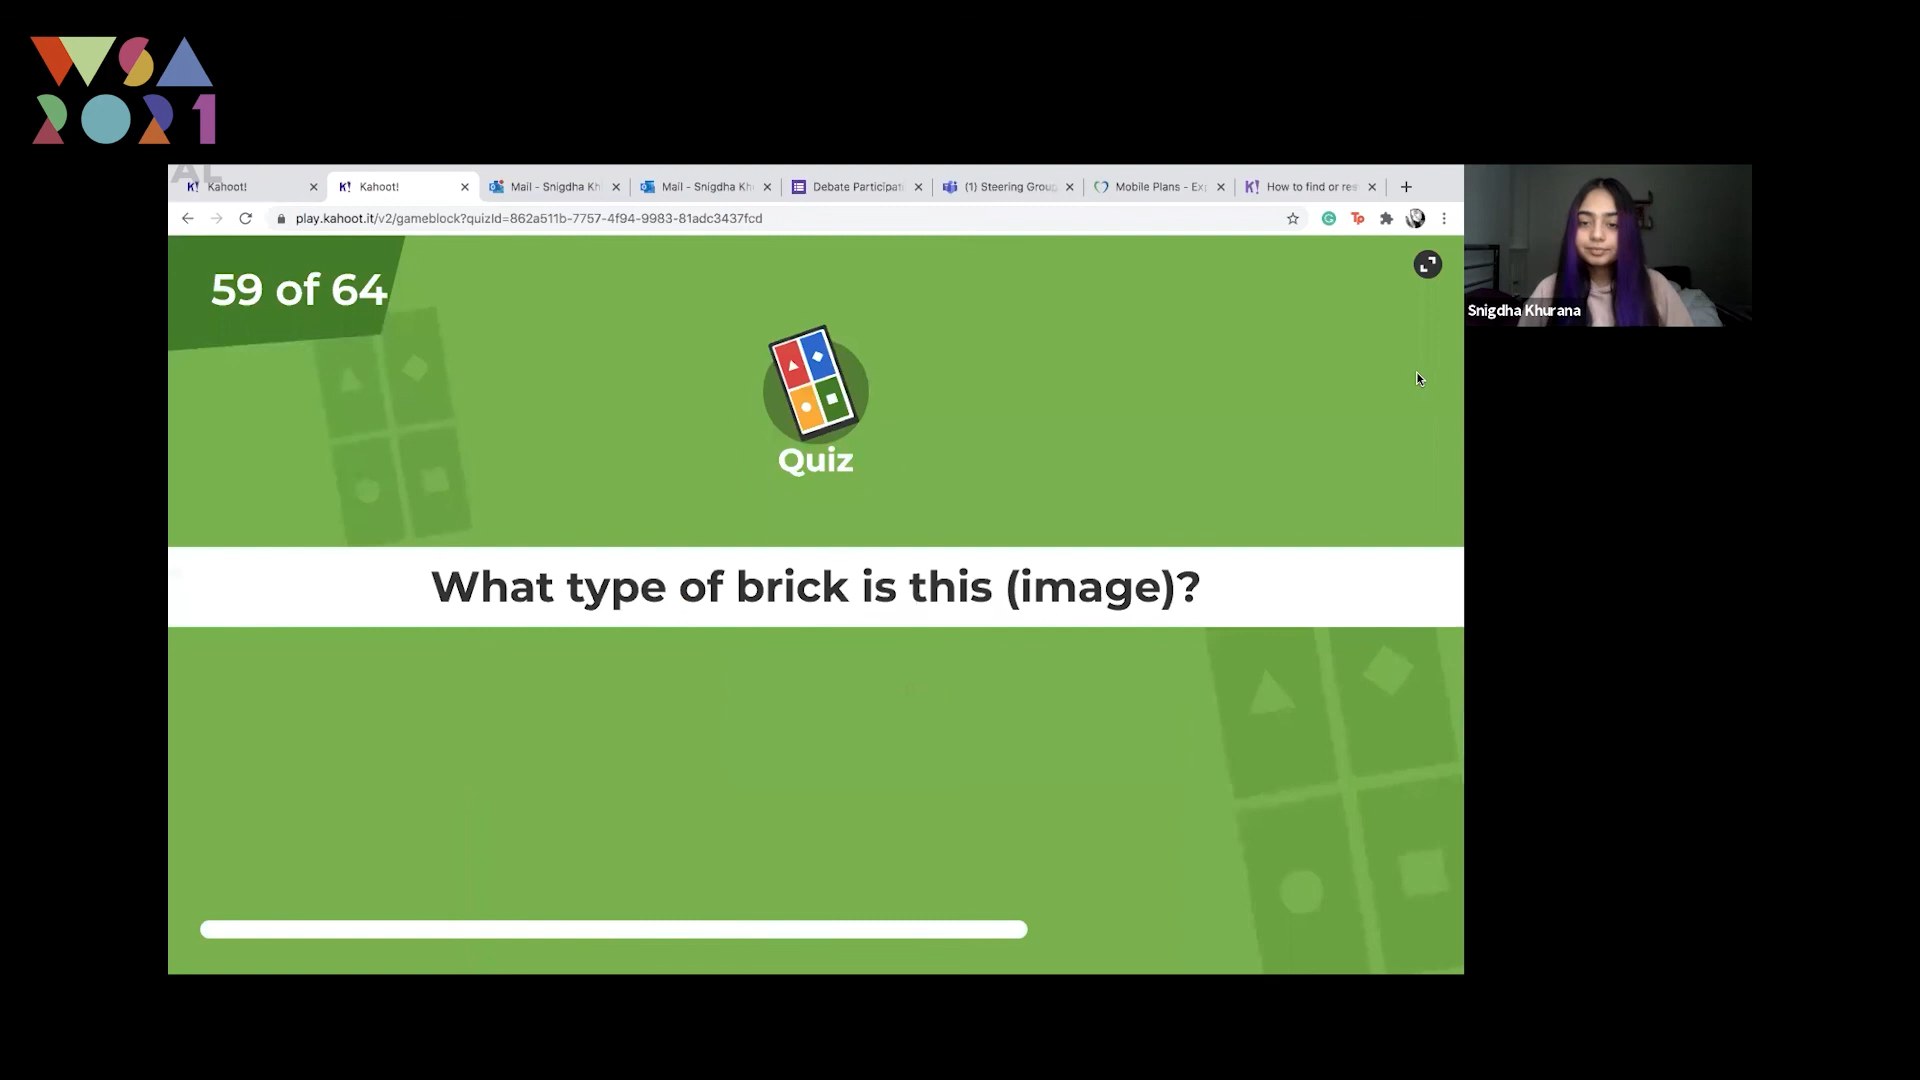 WSA
2021
AL
Kahoot!
Kahoot!
Mail - Snigdha Kh
Mail - Snigdha Kh
Debate Participati
(1) Steering Group
Mobile Plans - Ex
How to find or res
play.kahoot.it/v2/gameblock?quizId=862a511b-7757-4f94-9983-81adc3437fcd
59 of 64
Quiz
What type of brick is this (image)?
Snigdha Khurana